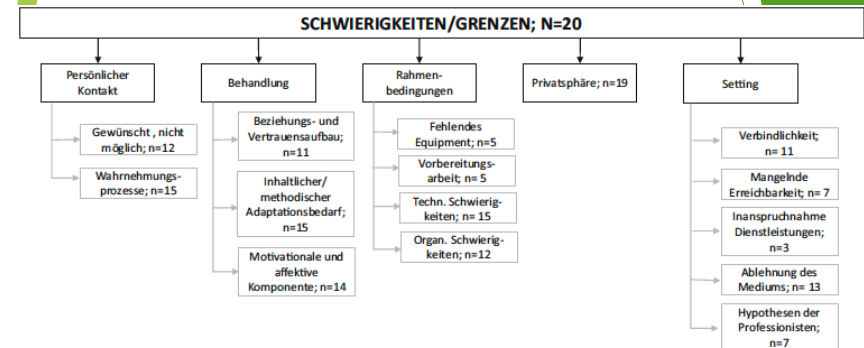 SCHWIERIGKEITEN/GRENZEN; N=20
Persönlicher
Kontakt
Gewünscht , nicht
möglich; n=12
Wahrnehmungs-
prozesse; n=15
Behandlung
Beziehungs- und
Vertrauensaufbau;
n=11
Inhaltlicher/
methodischer
Adaptationsbedarf;
n=15
Motivationale und
affektive
Komponente; n=14
Rahmen-
bedingungen
Fehlendes
Equipment; n=5
Vorbereitungs-
arbeit; n= 5
Techn. Schwierig-
keiten; n= 15
Organ. Schwierig-
keiten; n=12
Privatsphäre; n=19
Setting
Verbindlichkeit;
n= 11
Mangelnde
Erreichbarkeit; n= 7
Inanspruchnahme
Dienstleistungen;
n=3
Ablehnung des
Mediums; n= 13
Hypothesen der
Professionisten;
n=7